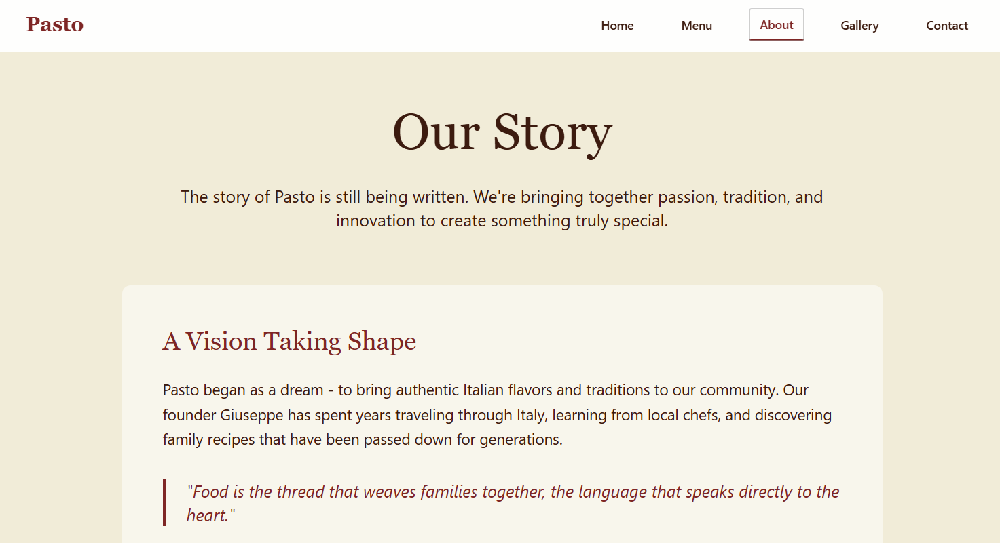 Pasto
Home
Menu
About
Gallery
Contact
Our Story
The story of Pasto is still being written. We're bringing together passion, tradition, and
innovation to create something truly special.
A Vision Taking Shape
Pasto began as a dream - to bring authentic Italian flavors and traditions to our community. Our
founder Giuseppe has spent years traveling through Italy, learning from local chefs, and discovering
family recipes that have been passed down for generations.
"Food is the thread that weaves families together, the language that speaks directly to the
heart."